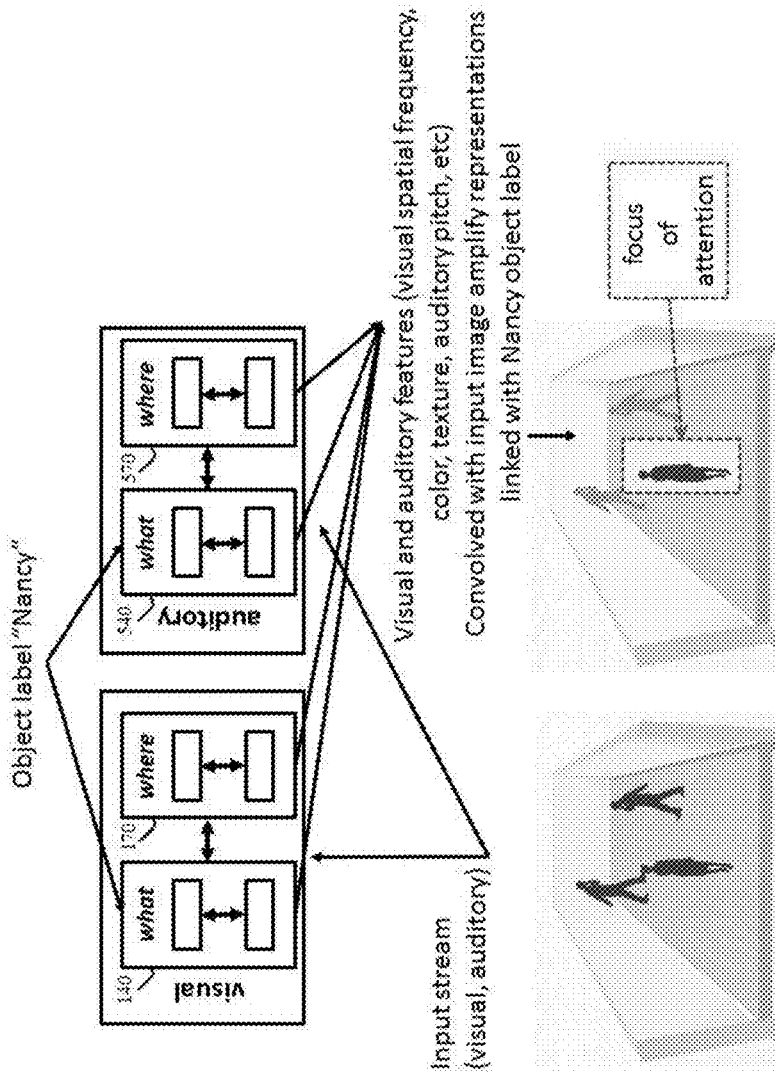 Object label "Nancy"
140
what
170
where
visual
540
what
570
where
auditory
Input stream
(visual, auditory)
Visual and auditory features (visual spatial frequency,
color, texture, auditory pitch, etc)
Convolved with input image amplify representations
linked with Nancy object label
focus
of
attention